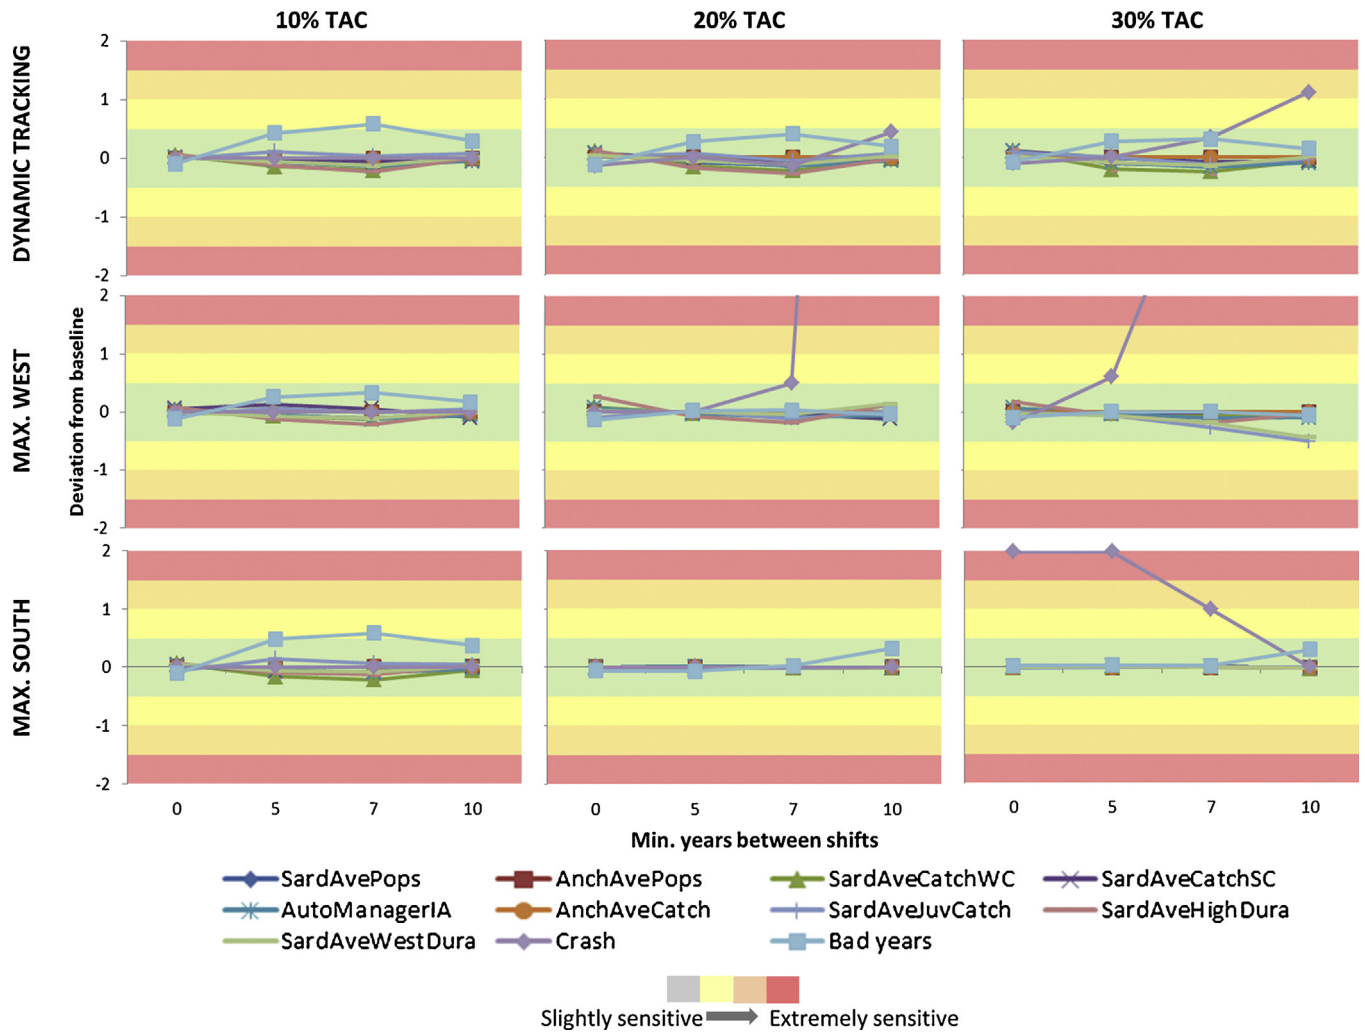 10% TAC 20% TAC 30% TAC
DYNAMIC TRACKING
2
1
0
-1
-2
MAX. WEST
Deviation from baseline
2
1
0
-1
-2
MAX. SOUTH
2
1
0
-1
-2
0 5 7 10 0 5 7 10 0 5 7 10
Min. years between shifts
SardAvePops AnchAvePops SardAveCatchWC SardAveCatchSC
AutoManagerIA AnchAveCatch SardAveJuvCatch SardAveHighDura
SardAveWestDura Crash Bad years
Slightly sensitive Extremely sensitive